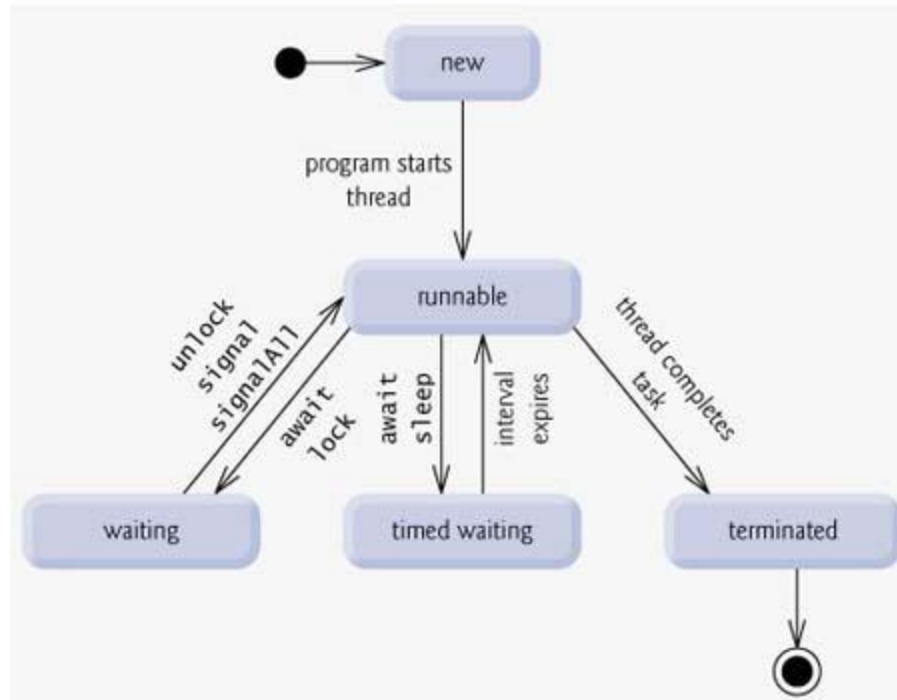 new
program starts
thread
runnable
unlock
signal
signalAll
await
lock
await
sleep
interval
expires
thread completes
task
waiting
timed waiting
terminated